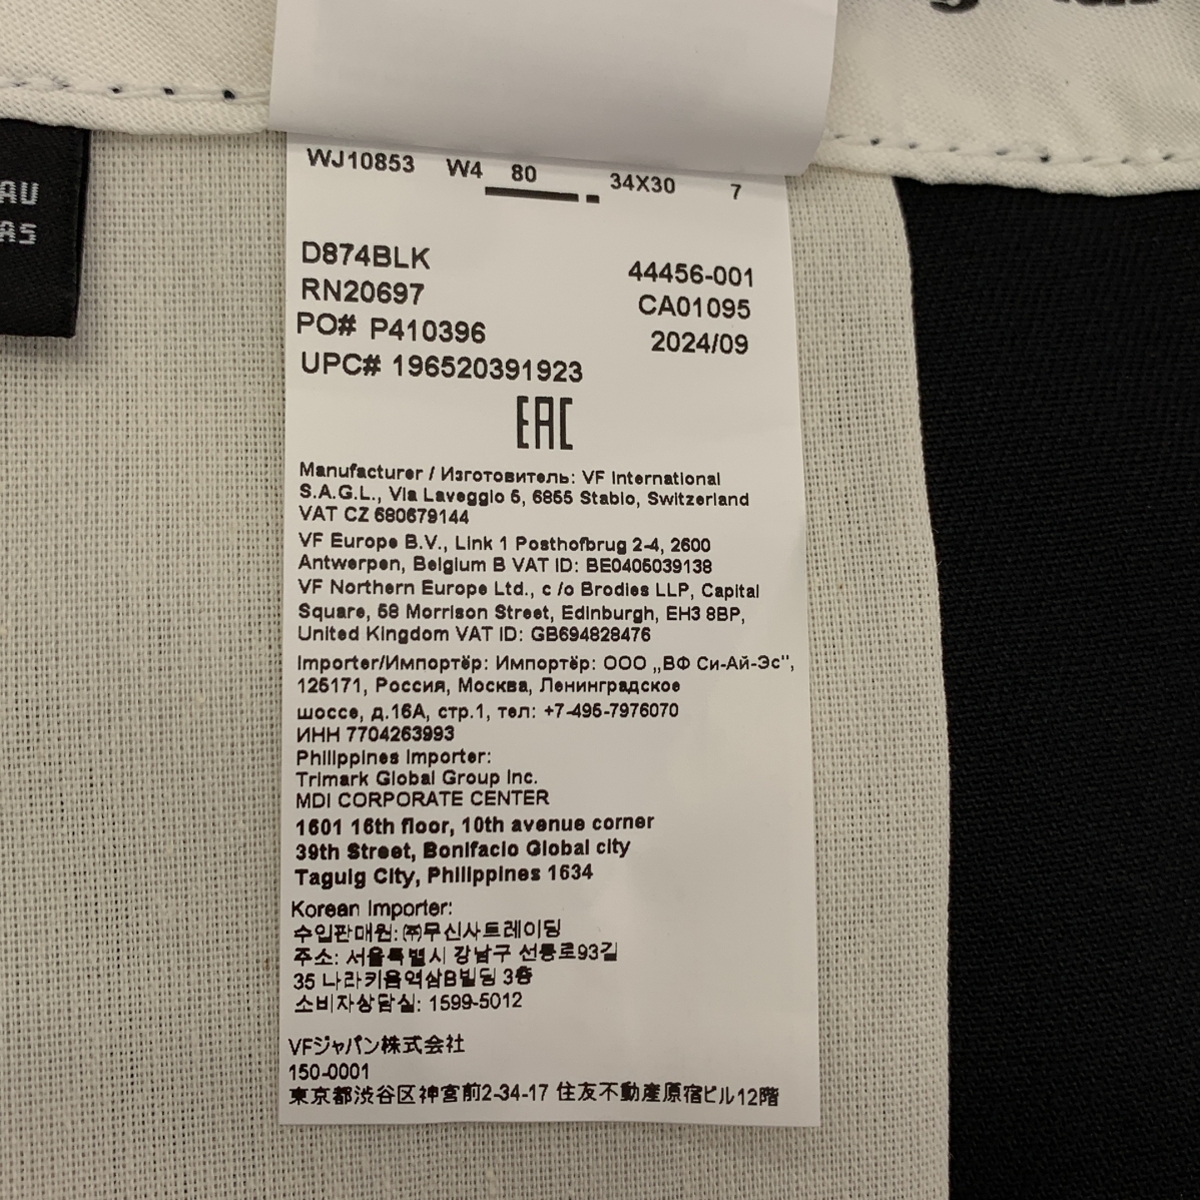 WJ10853 W4 80 34X30 7
D874BLK 44456-001
RN20697 CA01095
PO# P410396 2024/09
UPC# 196520391923
EAC
Manufacturer / Изготовитель: VF International
S.A.G.L., Via Laveggio 5, 6855 Stabio, Switzerland
VAT CZ 680679144
VF Europe B.V., Link 1 Posthofbrug 2-4, 2600
Antwerpen, Belgium B VAT ID: BE0405039138
VF Northern Europe Ltd., c /o Brodies LLP, Capital
Square, 58 Morrison Street, Edinburgh, EH3 8BP,
United Kingdom VAT ID: GB694828476
Importer/Импортёр: Импортёр: ООО „ВФ Си-Ай-Эс",
125171, Россия, Москва, Ленинградское
шоссе, д.16А, стр.1, тел: +7-495-7976070
ИНН 7704263993
Philippines Importer:
Trimark Global Group Inc.
MDI CORPORATE CENTER
1601 16th floor, 10th avenue corner
39th Street, Bonifacio Global city
Taguig City, Philippines 1634
Korean Importer:
수입판매원: ㈜무신사트레이딩
주소: 서울특별시 강남구 선릉로93길
35 나라키움역삼B빌딩 3층
소비자상담실: 1599-5012
VFジャパン株式会社
150-0001
東京都渋谷区神宮前2-34-17 住友不動産原宿ビル12階
AU
AS